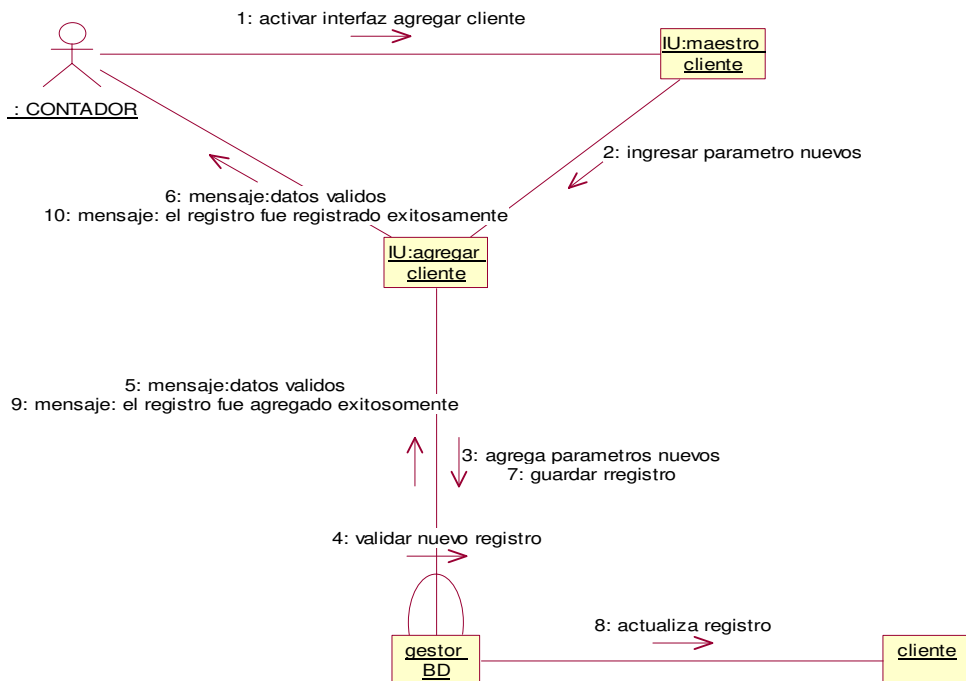 1: activar interfaz agregar cliente
IU:maestro
cliente
: CONTADOR
2: ingresar parametro nuevos
6: mensaje:datos validos
10: mensaje: el registro fue registrado exitosamente
IU:agregar
cliente
5: mensaje:datos validos
9: mensaje: el registro fue agregado exitosomente
3: agrega parametros nuevos
7: guardar rregistro
4: validar nuevo registro
8: actualiza registro
gestor
BD
cliente